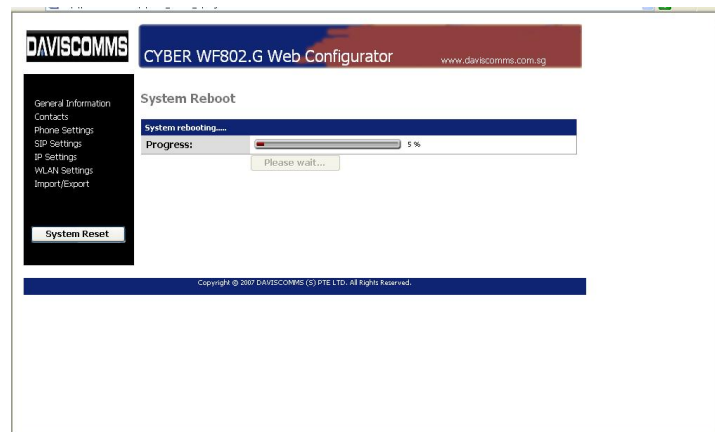 DAVISCOMMS
CYBER WF802.G Web Configurator
www.daviscomms.com.sg
General Information
Contacts
Phone Settings
SIP Settings
IP Settings
WLAN Settings
Import/Export
System Reset
System Reboot
System rebooting.....
Progress:
5 %
Please wait...
Copyright © 2007 DAVISCOMMS (S) PTE LTD. All Rights Reserved.